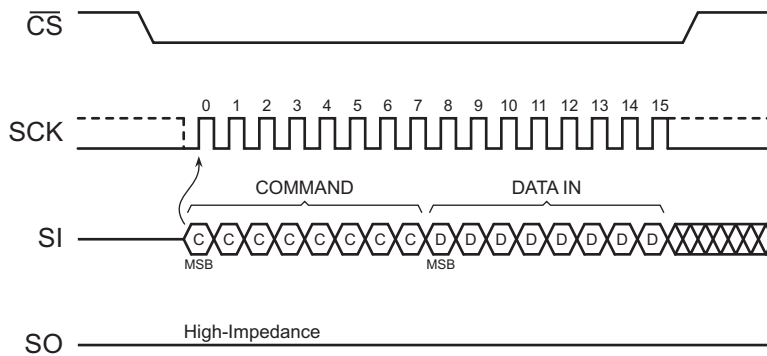 CS
0 1 2 3 4 5 6 7 8 9 10 11 12 13 14 15
SCK
COMMAND DATA IN
SI C C C C C C C C D D D D D D D D
MSB MSB
High-Impedance
SO